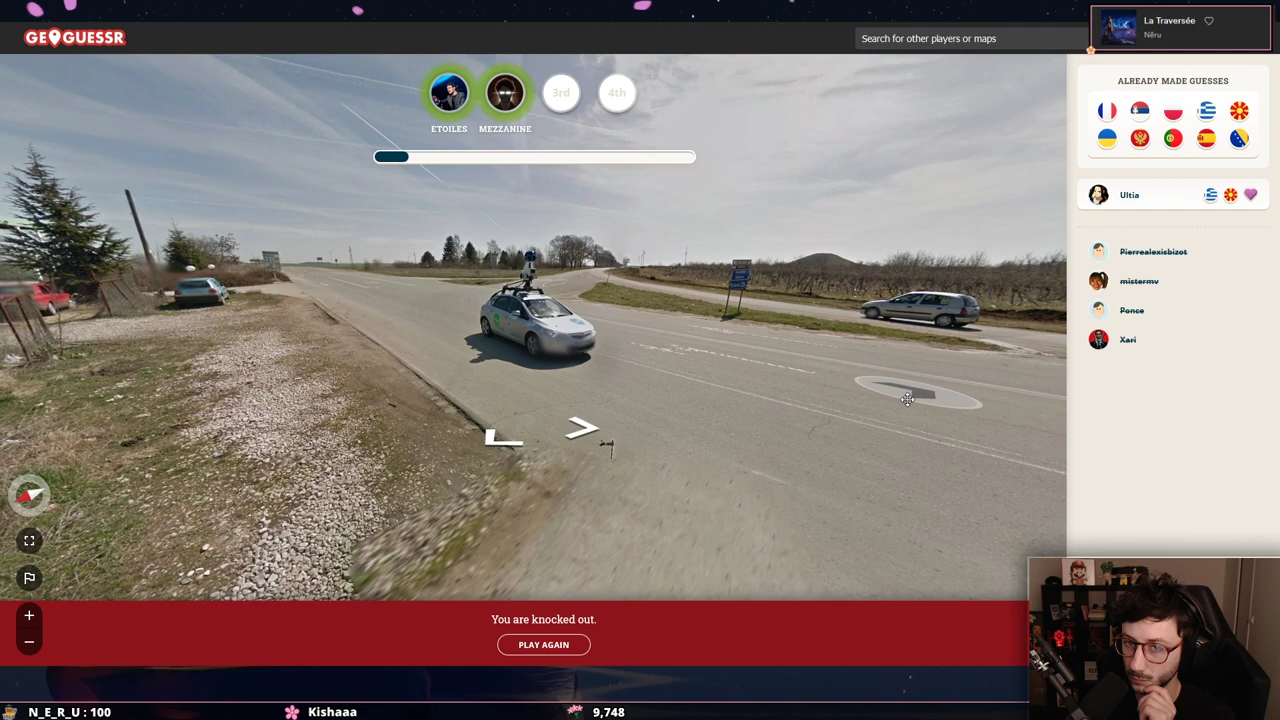 GEOGUESSR
Search for other players or maps
La Traversée
Nēru
3rd
4th
ETOILES
MEZZANINE
ALREADY MADE GUESSES
Ultia
Pierrealexisbizot
mistermv
Ponce
Xari
You are knocked out.
PLAY AGAIN
N_E_R_U : 100
Kishaaa
9,748